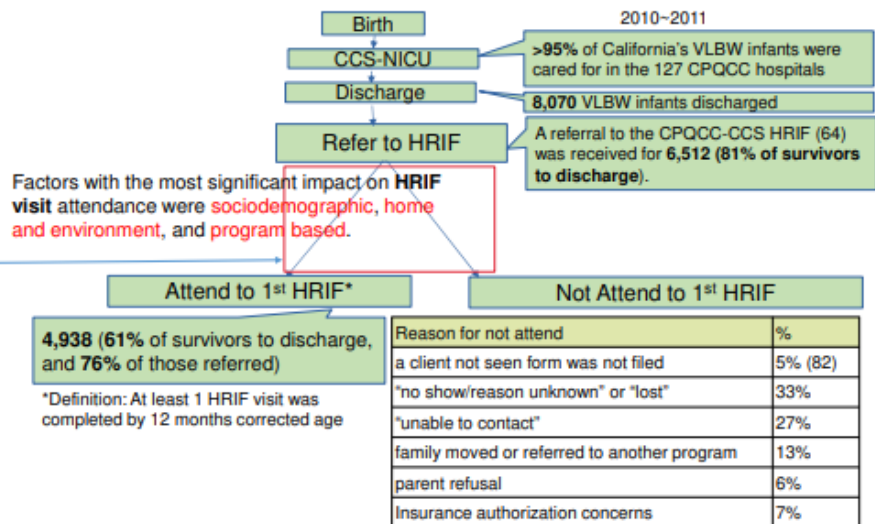 2010~2011
Birth
CCS-NICU
>95% of California's VLBW infants were
cared for in the 127 CPQCC hospitals
Discharge
8,070 VLBW infants discharged
Refer to HRIF
A referral to the CPQCC-CCS HRIF (64)
was received for 6,512 (81% of survivors
to discharge).
Factors with the most significant impact on HRIF
visit attendance were sociodemographic, home
and environment, and program based.
Attend to 1st HRIF*
Not Attend to 1st HRIF
4,938 (61% of survivors to discharge,
and 76% of those referred)
*Definition: At least 1 HRIF visit was
completed by 12 months corrected age
Reason for not attend %
a client not seen form was not filed 5% (82)
“no show/reason unknown” or “lost” 33%
“unable to contact” 27%
family moved or referred to another program 13%
parent refusal 6%
Insurance authorization concerns 7%